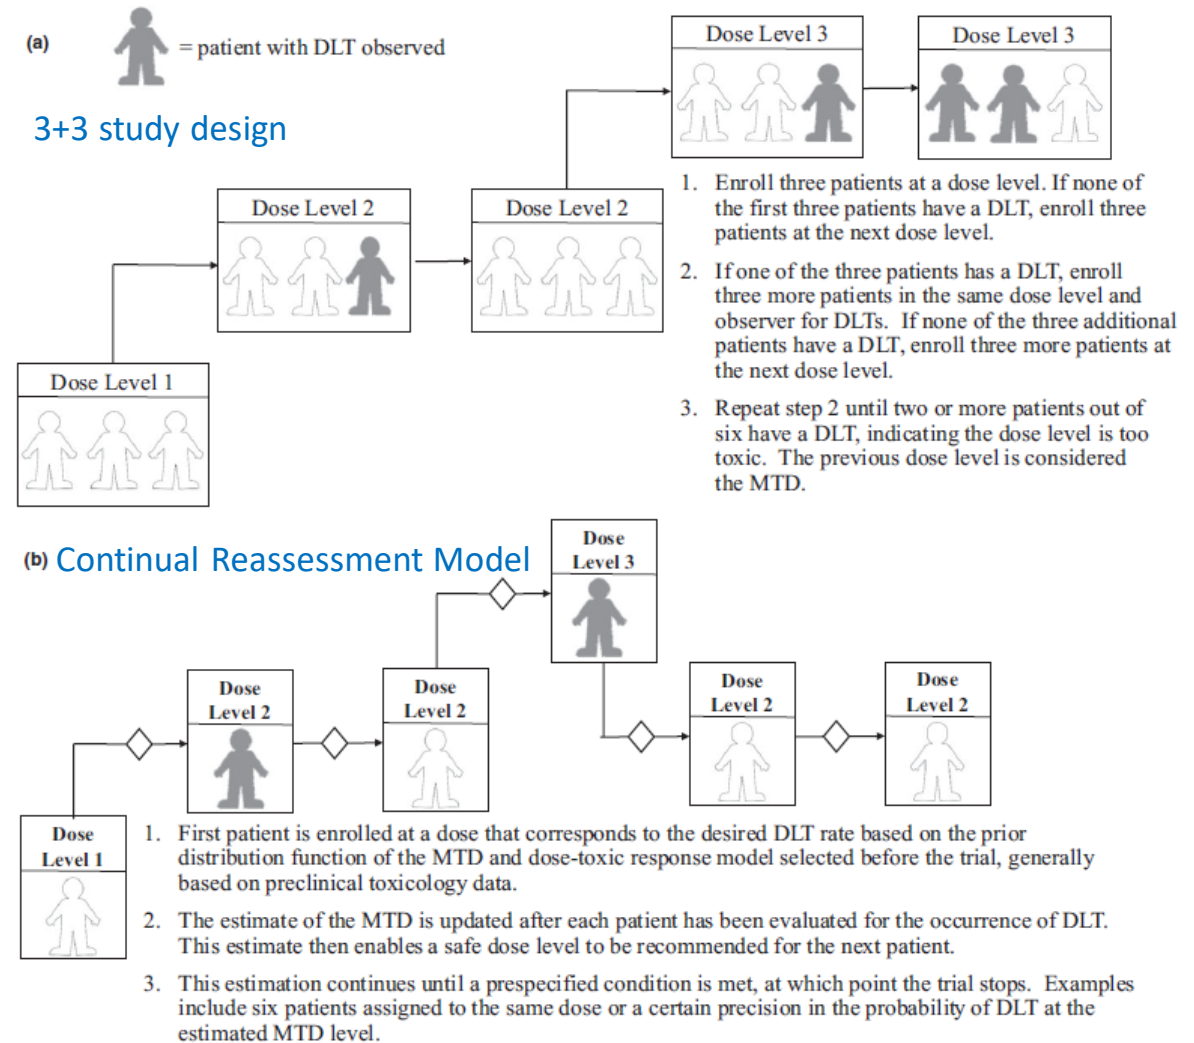 (a)
= patient with DLT observed
3+3 study design
Dose Level 3
Dose Level 3
Dose Level 2
Dose Level 2
Dose Level 1
1. Enroll three patients at a dose level. If none of
the first three patients have a DLT, enroll three
patients at the next dose level.
2. If one of the three patients has a DLT, enroll
three more patients in the same dose level and
observer for DLTs. If none of the three additional
patients have a DLT, enroll three more patients at
the next dose level.
3. Repeat step 2 until two or more patients out of
six have a DLT, indicating the dose level is too
toxic. The previous dose level is considered
the MTD.
(b) Continual Reassessment Model
Dose
Level 3
Dose
Level 2
Dose
Level 2
Dose
Level 2
Dose
Level 2
Dose
Level 1
1. First patient is enrolled at a dose that corresponds to the desired DLT rate based on the prior
distribution function of the MTD and dose-toxic response model selected before the trial, generally
based on preclinical toxicology data.
2. The estimate of the MTD is updated after each patient has been evaluated for the occurrence of DLT.
This estimate then enables a safe dose level to be recommended for the next patient.
3. This estimation continues until a prespecified condition is met, at which point the trial stops. Examples
include six patients assigned to the same dose or a certain precision in the probability of DLT at the
estimated MTD level.